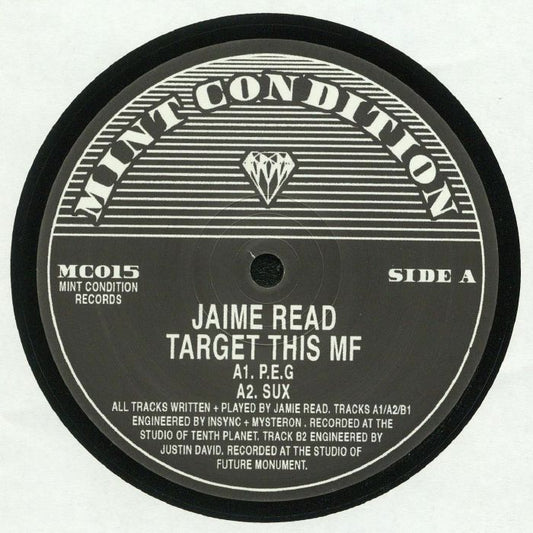 MINT CONDITION
MC015
MINT CONDITION
RECORDS
SIDE A
JAIME READ
TARGET THIS MF
A1. P.E.G
A2. SUX
ALL TRACKS WRITTEN + PLAYED BY JAMIE READ. TRACKS A1/A2/B1
ENGINEERED BY INSYNC + MYSTERON . RECORDED AT THE
STUDIO OF TENTH PLANET. TRACK B2 ENGINEERED BY
JUSTIN DAVID. RECORDED AT THE STUDIO OF
FUTURE MONUMENT.